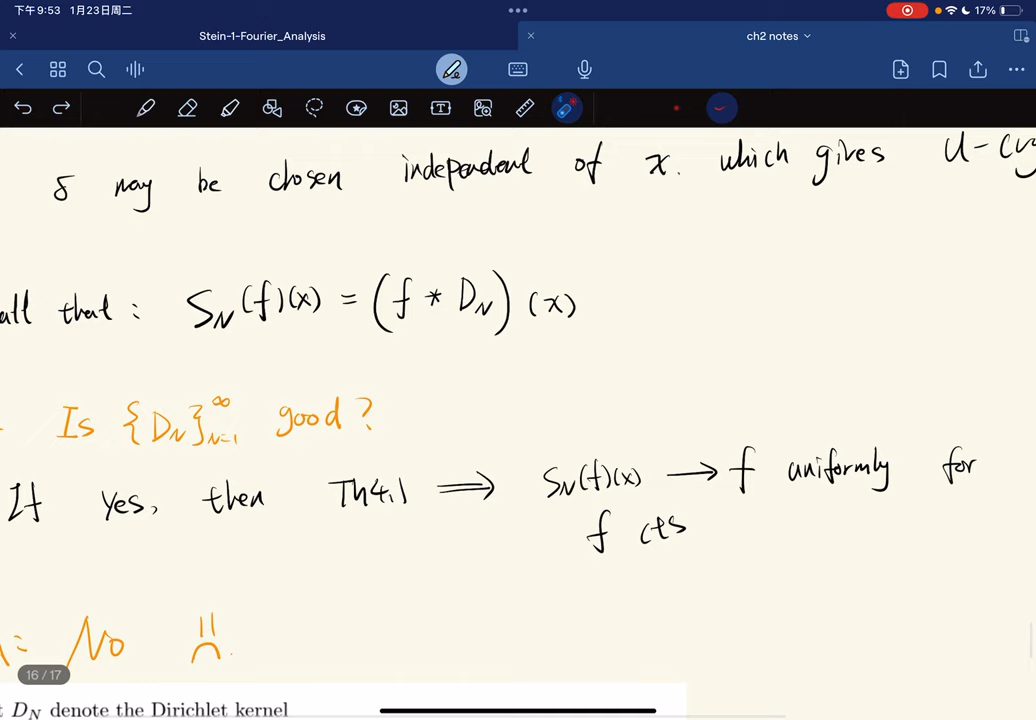 下午9:53 1月23日周二
17%
Stein-1-Fourier_Analysis
ch2 notes
δ may be chosen independent of x. which gives U-
all that : S_N(f)(x) = (f * D_N)(x)
Is {D_N}_{N=1}^∞ good?
If Yes, then Th4.1 ⟹ S_N(f)(x) → f uniformly for
f cts
= No
16/17
D_N denote the Dirichlet kernel